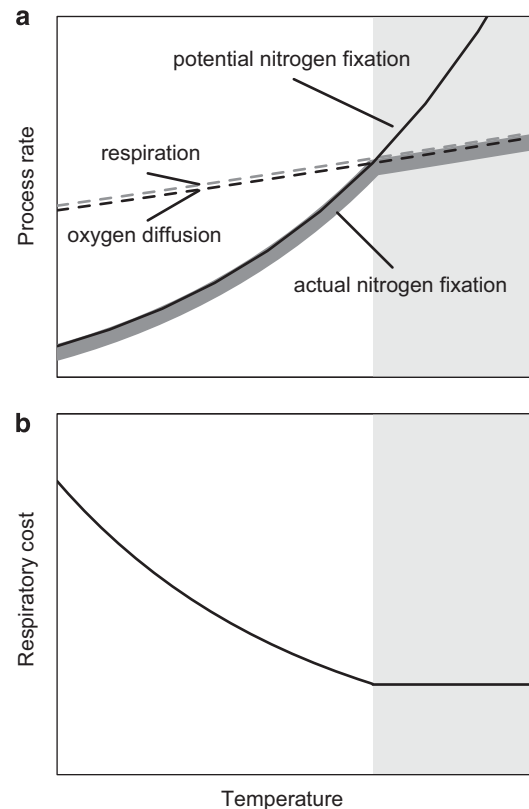 a
potential nitrogen fixation
respiration
oxygen diffusion
actual nitrogen fixation
Process rate
b
Respiratory cost
Temperature